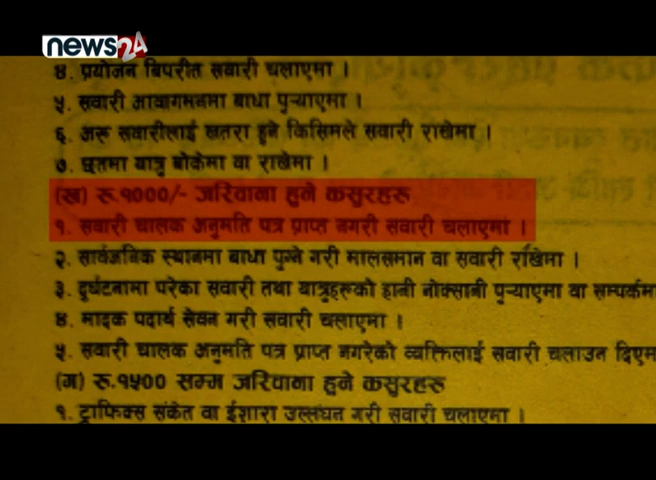 news24
४. प्रयोजन बिपरीत सवारी चलाएमा ।
५. सवारी आवागमनमा बाधा पुऱ्याएमा ।
६. अरू सवारीलाई खतरा हुने किसिमले सवारी राखेमा ।
७. छतमा यात्रु बोकेमा वा राखेमा ।
(ख) रू.१०००/- जरिवाना हुने कसुरहरू
१. सवारी चालक अनुमति पत्र प्राप्त नगरी सवारी चलाएमा ।
२. सार्वजनिक स्थानमा बाधा पुग्ने गरी मालसमान वा सवारी राखेमा ।
३. दुर्घटनामा परेका सवारी तथा यात्रुहरूको हानी नोक्सानी पुऱ्याएमा वा सम्पर्कमा
४. मादक पदार्थ सेवन गरी सवारी चलाएमा ।
५. सवारी चालक अनुमति पत्र प्राप्त नगरेको व्यक्तिलाई सवारी चलाउन दिएमा
(ग) रू.१५०० सम्म जरिवाना हुने कसुरहरू
१. ट्राफिक्स संकेत वा ईशारा उल्लंघन गरी सवारी चलाएमा ।